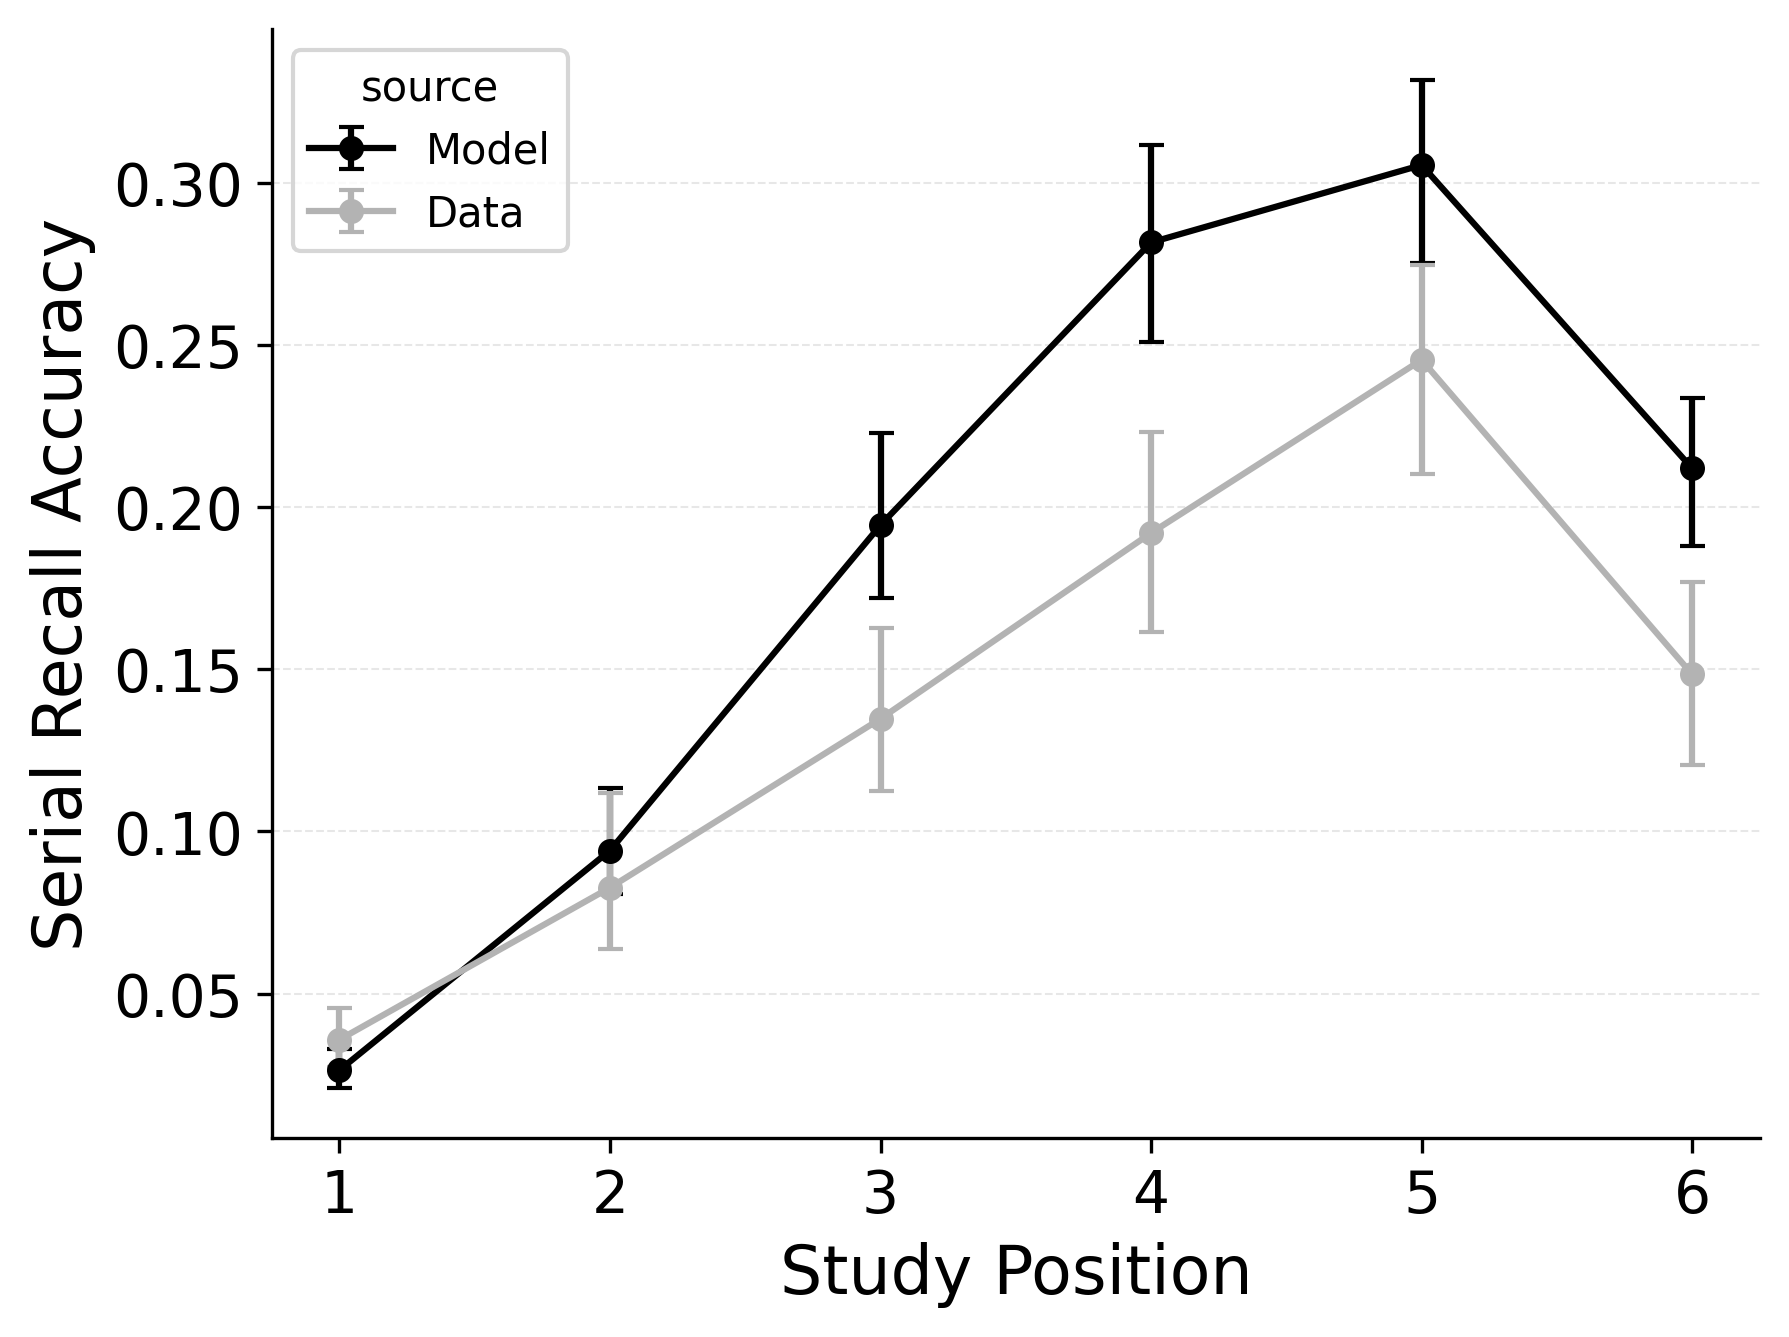 source
Model
Data
Serial Recall Accuracy
0.30
0.25
0.20
0.15
0.10
0.05
1 2 3 4 5 6
Study Position